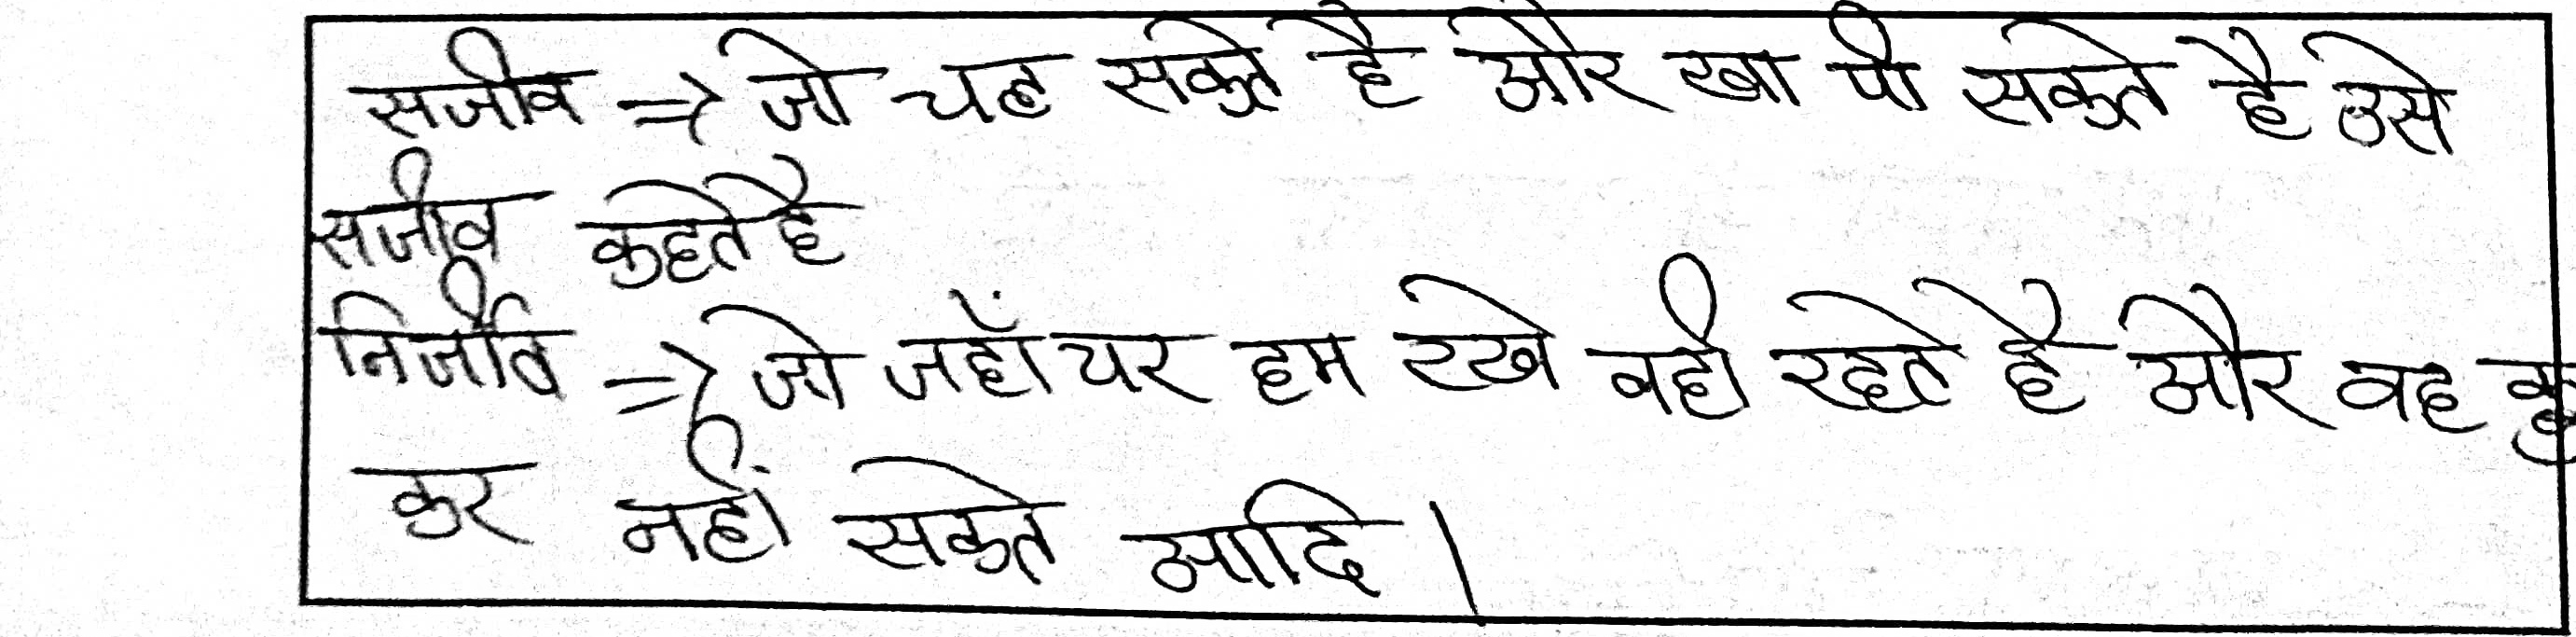 सजीव => जो चल सकते है और खा पी सकते है उसे
सजीव कहते है
निर्जीव => जो जहाँ पर हम रखे वही रहते है और वह
कर नहीं सकते आदि।